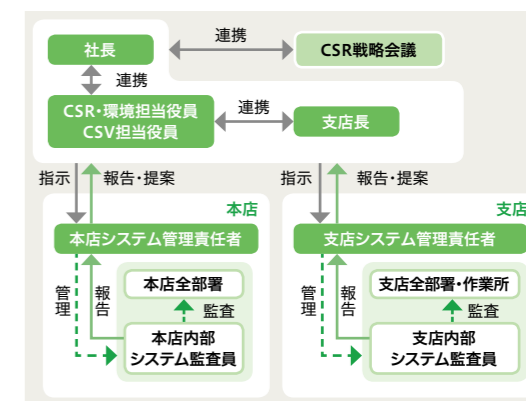 社長
連携
CSR戦略会議
連携
CSR・環境担当役員
CSV担当役員
連携
支店長
指示
報告・提案
指示
報告・提案
本店
支店
本店システム管理責任者
支店システム管理責任者
管理
報告
本店全部署
監査
本店内部
システム監査員
管理
報告
支店全部署・作業所
監査
支店内部
システム監査員